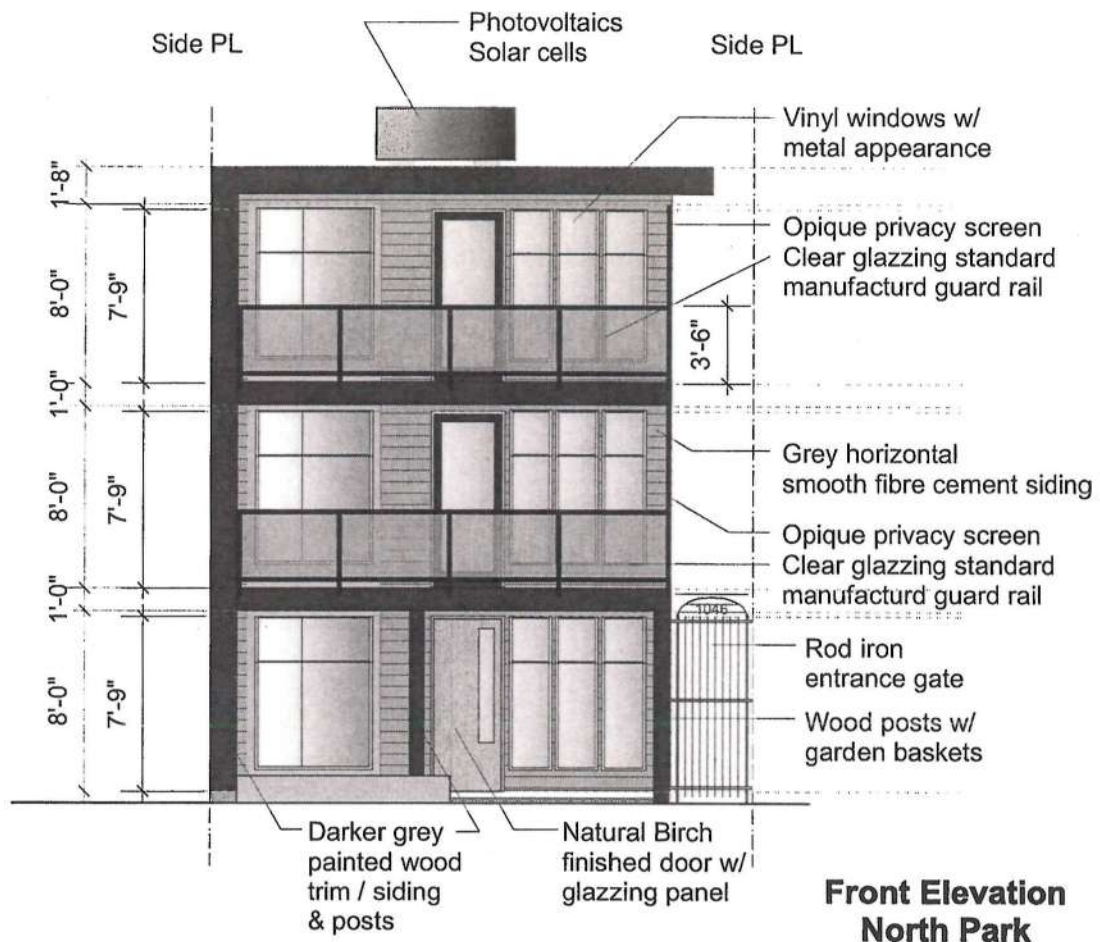 Side PL
Photovoltaics
Solar cells
Side PL
Vinyl windows w/
metal appearance
Opique privacy screen
Clear glazzing standard
manufacturd guard rail
3'-6"
Grey horizontal
smooth fibre cement siding
Opique privacy screen
Clear glazzing standard
manufacturd guard rail
1046
Rod iron
entrance gate
Wood posts w/
garden baskets
1'-8"
8'-0"
7'-9"
1'-0"
8'-0"
7'-9"
1'-0"
8'-0"
7'-9"
Darker grey
painted wood
trim / siding
& posts
Natural Birch
finished door w/
glazzing panel
Front Elevation
North Park